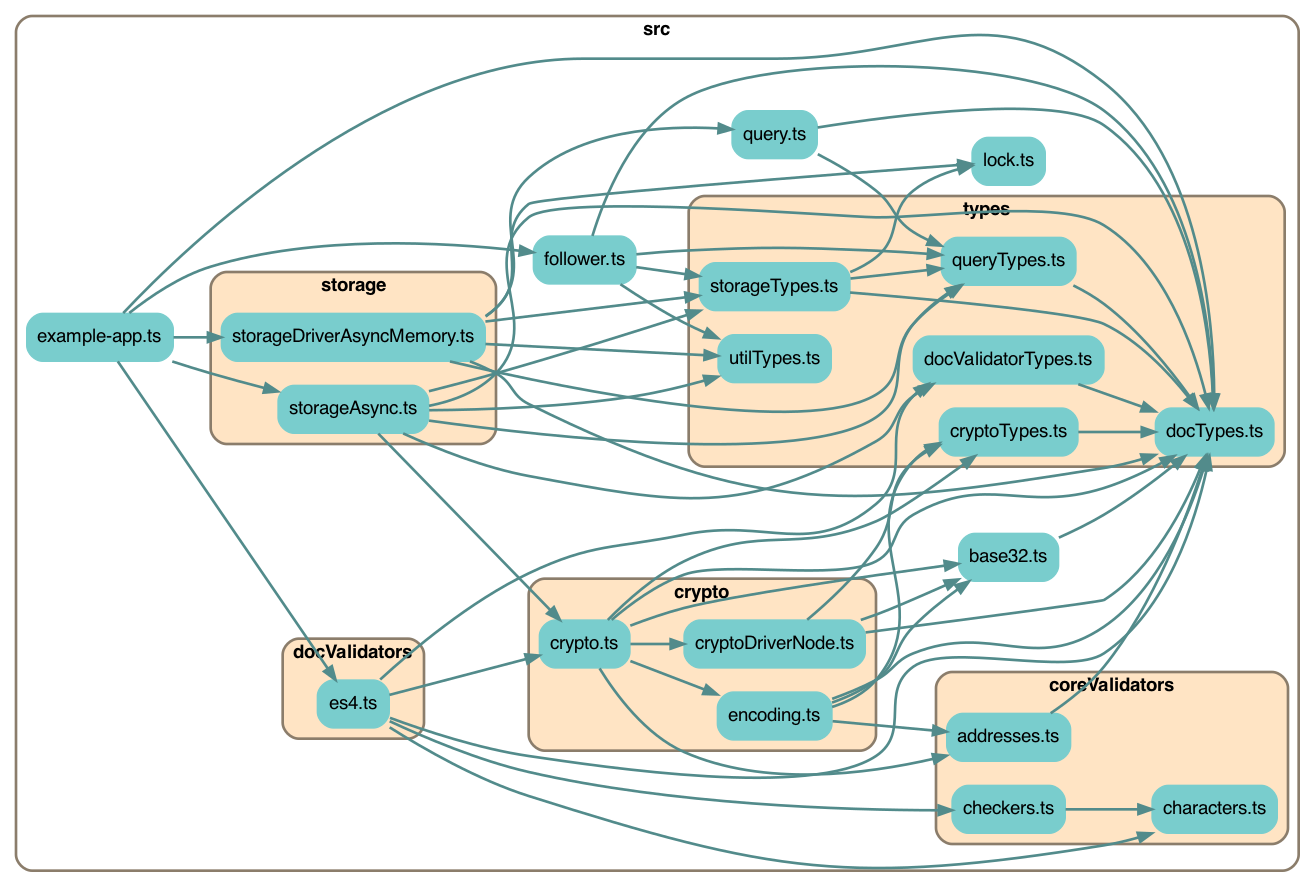 src
query.ts
lock.ts
types
follower.ts
queryTypes.ts
storage
storageTypes.ts
example-app.ts
storageDriverAsyncMemory.ts
utilTypes.ts
docValidatorTypes.ts
storageAsync.ts
cryptoTypes.ts
docTypes.ts
base32.ts
crypto
docValidators
crypto.ts
cryptoDriverNode.ts
coreValidators
es4.ts
encoding.ts
addresses.ts
checkers.ts
characters.ts